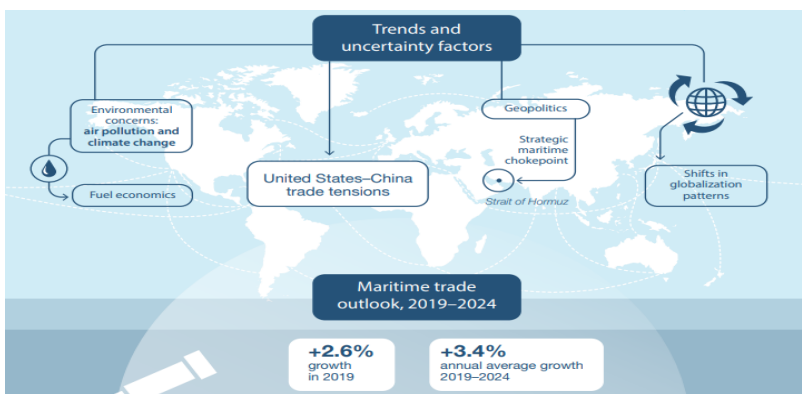 Trends and
uncertainty factors
Environmental
concerns:
air pollution and
climate change
Fuel economics
United States–China
trade tensions
Geopolitics
Strategic
maritime
chokepoint
Strait of Hormuz
Shifts in
globalization
patterns
Maritime trade
outlook, 2019–2024
+2.6%
growth
in 2019
+3.4%
annual average growth
2019–2024